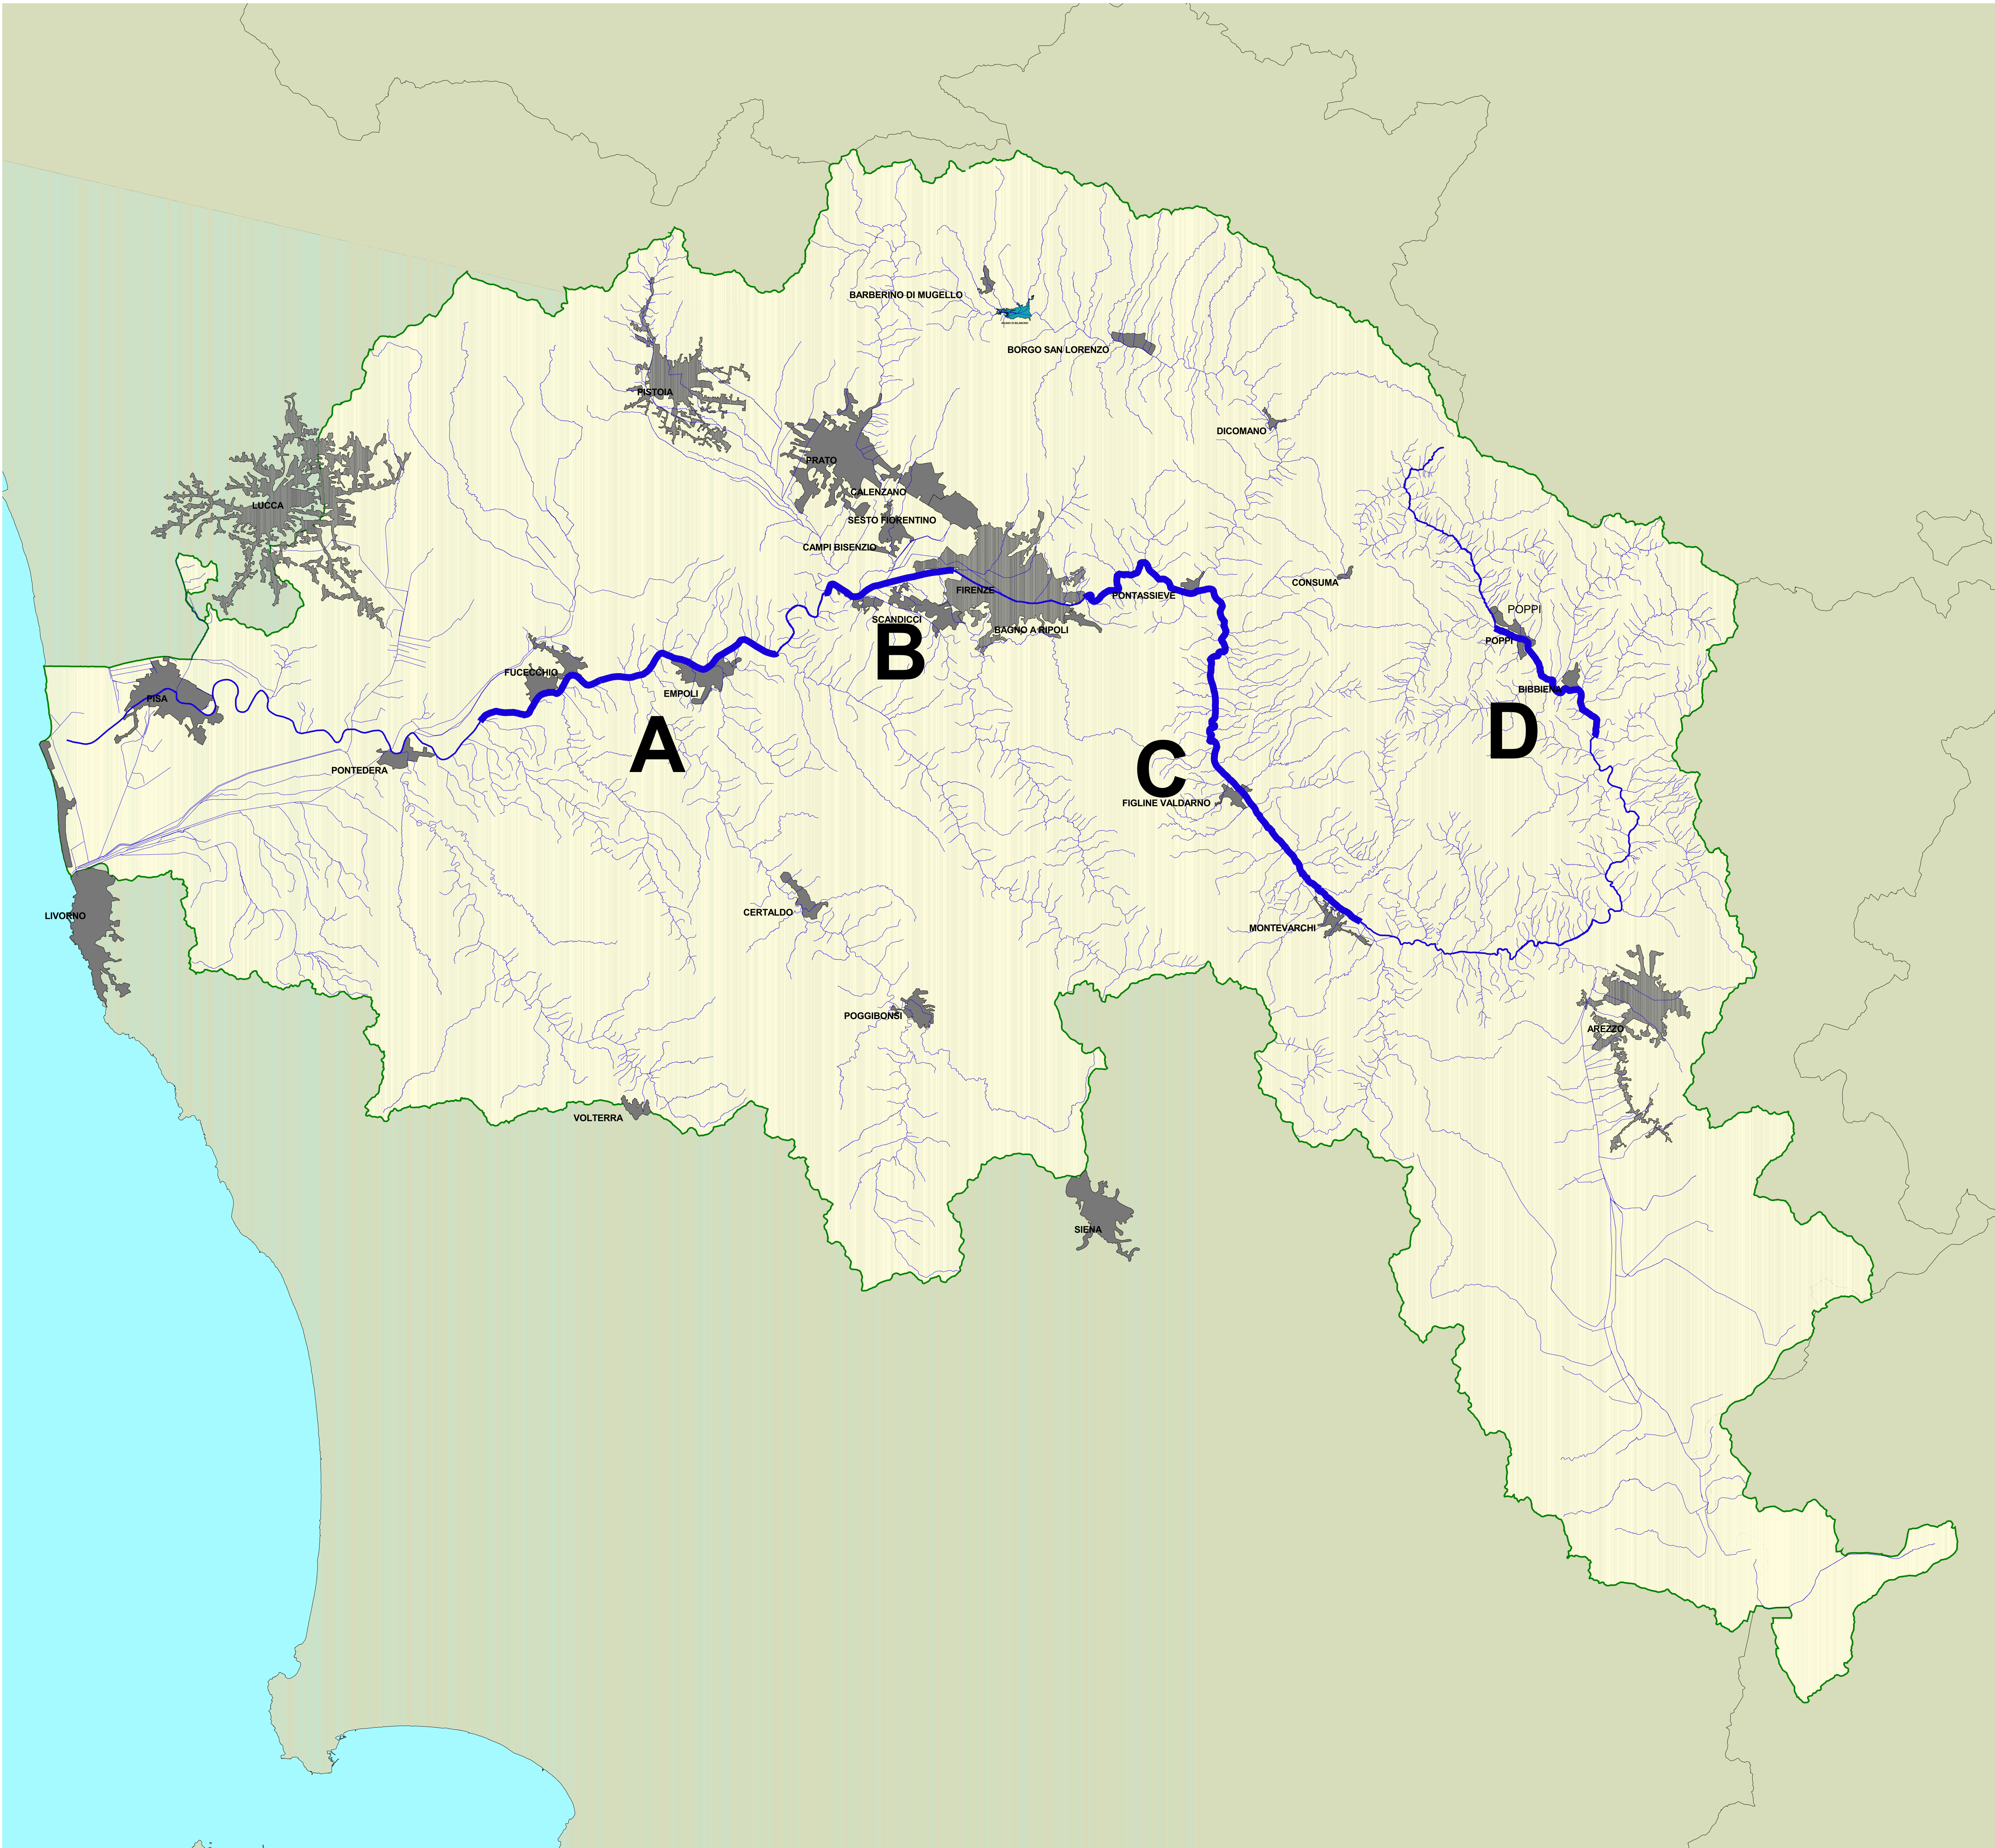 BARBERINO DI MUGELLO
BORGO SAN LORENZO
PISTOIA
DICOMANO
PRATO
CALENZANO
LUCCA
SESTO FIORENTINO
CAMPI BISENZIO
CONSUMA
FIRENZE
PONTASSIEVE
SCANDICCI
BAGNO A RIPOLI
POPPI
POPPI
B
FUCECCHIO
EMPOLI
BIBBIENA
PISA
A
D
PONTEDERA
C
FIGLINE VALDARNO
CERTALDO
LIVORNO
MONTEVARCHI
POGGIBONSI
AREZZO
VOLTERRA
SIENA